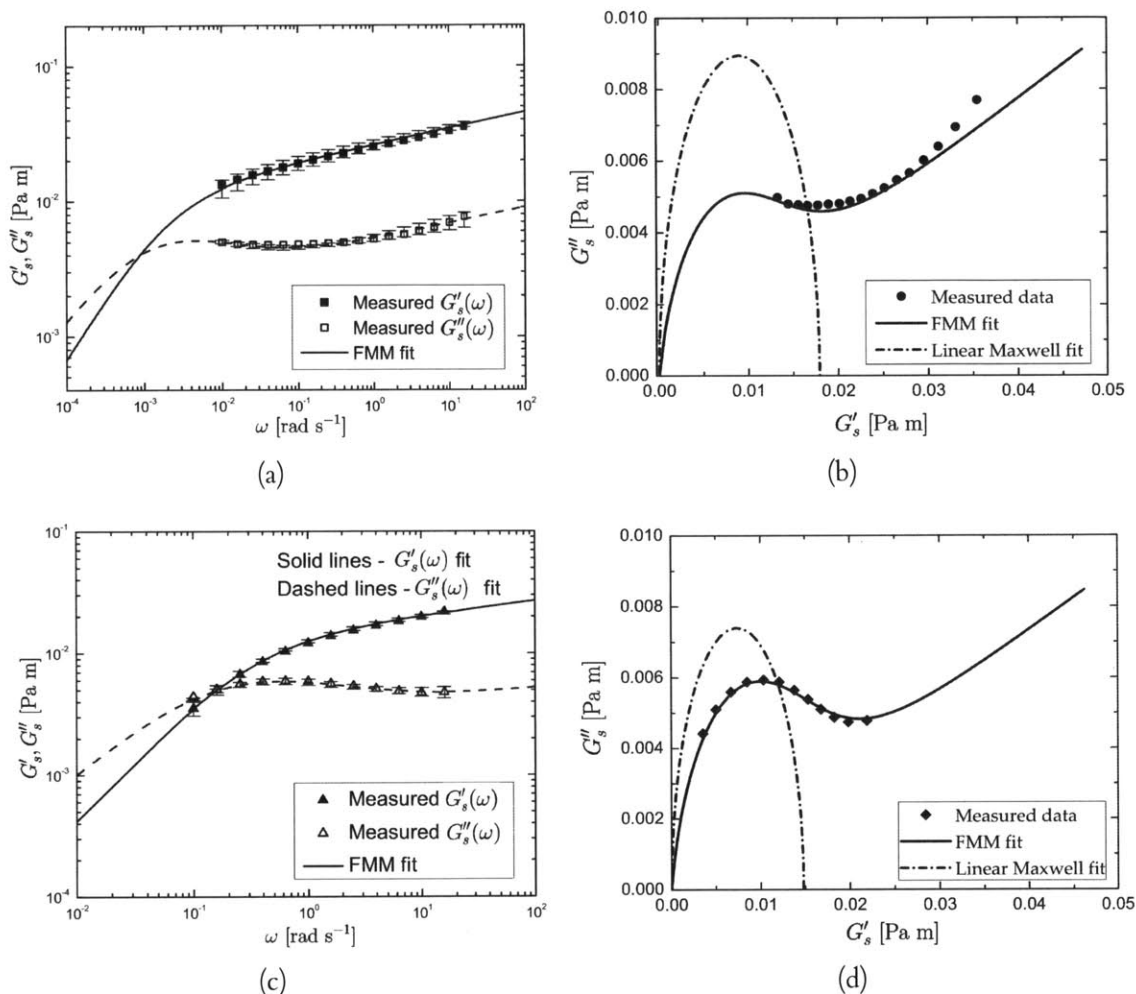 10⁻¹
10⁻²
10⁻³
G′ₛ, G″ₛ [Pa m]
Measured G′ₛ(ω)
Measured G″ₛ(ω)
FMM fit
10⁻⁴ 10⁻³ 10⁻² 10⁻¹ 10⁰ 10¹ 10²
ω [rad s⁻¹]
(a)
0.010
0.008
0.006
0.004
0.002
0.000
G″ₛ [Pa m]
Measured data
FMM fit
Linear Maxwell fit
0.00 0.01 0.02 0.03 0.04 0.05
G′ₛ [Pa m]
(b)
10⁻¹
10⁻²
10⁻³
10⁻⁴
G′ₛ, G″ₛ [Pa m]
Solid lines - G′ₛ(ω) fit
Dashed lines - G″ₛ(ω) fit
Measured G′ₛ(ω)
Measured G″ₛ(ω)
FMM fit
10⁻² 10⁻¹ 10⁰ 10¹ 10²
ω [rad s⁻¹]
(c)
0.010
0.008
0.006
0.004
0.002
0.000
G″ₛ [Pa m]
Measured data
FMM fit
Linear Maxwell fit
0.00 0.01 0.02 0.03 0.04 0.05
G′ₛ [Pa m]
(d)